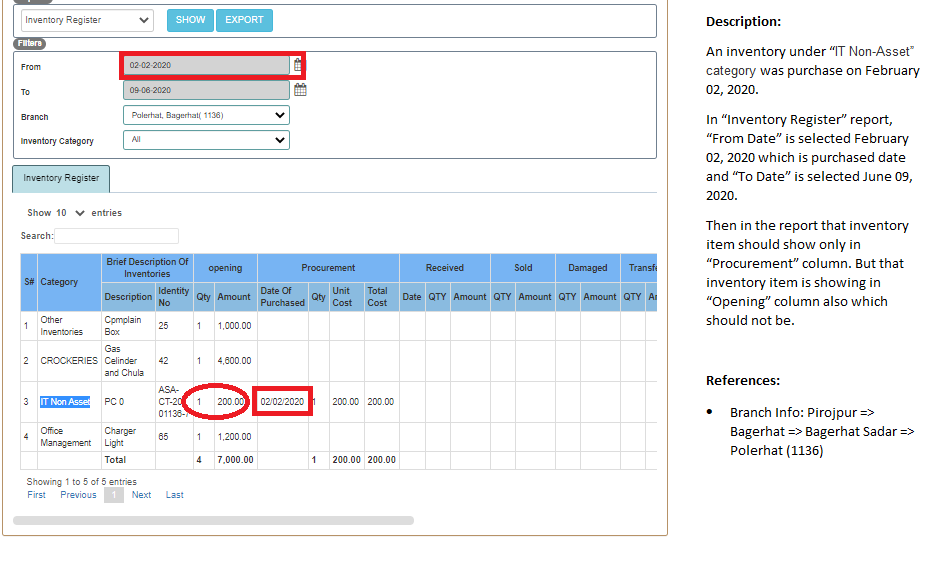 Inventory Register SHOW EXPORT
Filters
From 02-02-2020
To 09-06-2020
Branch Polerhat, Bagerhat( 1136)
Inventory Category All
Inventory Register
Show 10 entries
Search:
S# Category Brief Description Of Inventories opening Procurement Received Sold Damaged Transfe
Description Identity No Qty Amount Date Of Purchased Qty Unit Cost Total Cost Date QTY Amount QTY Amount QTY Amount QTY
1 Other Inventories Cpmplain Box 25 1 1,000.00
2 CROCKERIES Gas Celinder and Chula 42 1 4,600.00
3 IT Non Asset PC 0 ASA-CT-20 01136- 1 200.00 02/02/2020 1 200.00 200.00
4 Office Management Charger Light 65 1 1,200.00
Total 4 7,000.00 1 200.00 200.00
Showing 1 to 5 of 5 entries
First Previous 1 Next Last
Description:
An inventory under “IT Non-Asset”
category was purchase on February
02, 2020.
In “Inventory Register” report,
“From Date” is selected February
02, 2020 which is purchased date
and “To Date” is selected June 09,
2020.
Then in the report that inventory
item should show only in
“Procurement” column. But that
inventory item is showing in
“Opening” column also which
should not be.
References:
• Branch Info: Pirojpur =>
Bagerhat => Bagerhat Sadar =>
Polerhat (1136)